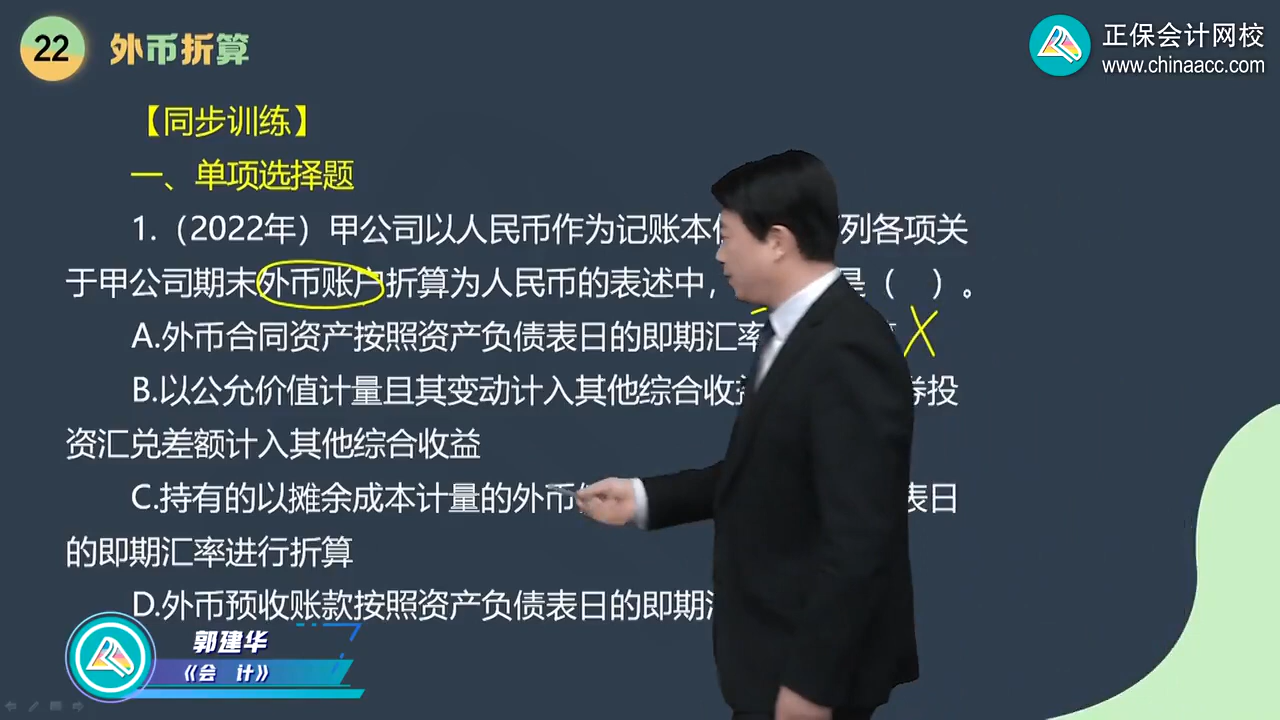 22 外币折算
正保会计网校
www.chinaacc.com
【同步训练】
一、单项选择题
1.（2022年）甲公司以人民币作为记账本 列各项关
于甲公司期末外币账户折算为人民币的表述中， 是（ ）。
A.外币合同资产按照资产负债表日的即期汇率
B.以公允价值计量且其变动计入其他综合收 券投
资汇兑差额计入其他综合收益
C.持有的以摊余成本计量的外币 表日
的即期汇率进行折算
D.外币预收账款按照资产负债表日的即期
郭建华
《会 计》